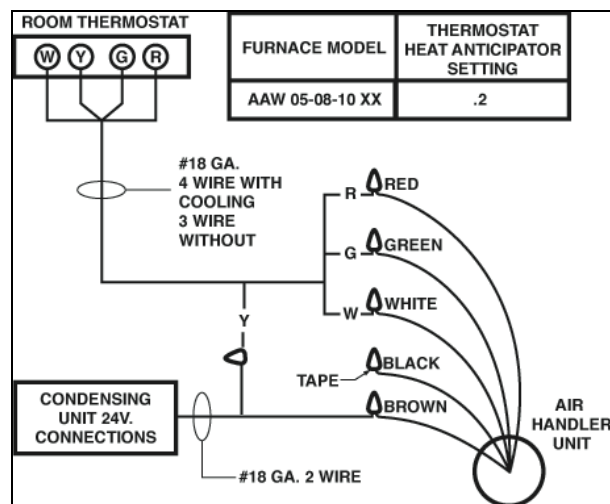 ROOM THERMOSTAT
W Y G R
FURNACE MODEL
THERMOSTAT
HEAT ANTICIPATOR
SETTING
AAW 05-08-10 XX
.2
#18 GA.
4 WIRE WITH
COOLING
3 WIRE
WITHOUT
R
RED
G
GREEN
W
WHITE
Y
BLACK
TAPE
BROWN
CONDENSING
UNIT 24V.
CONNECTIONS
AIR
HANDLER
UNIT
#18 GA. 2 WIRE